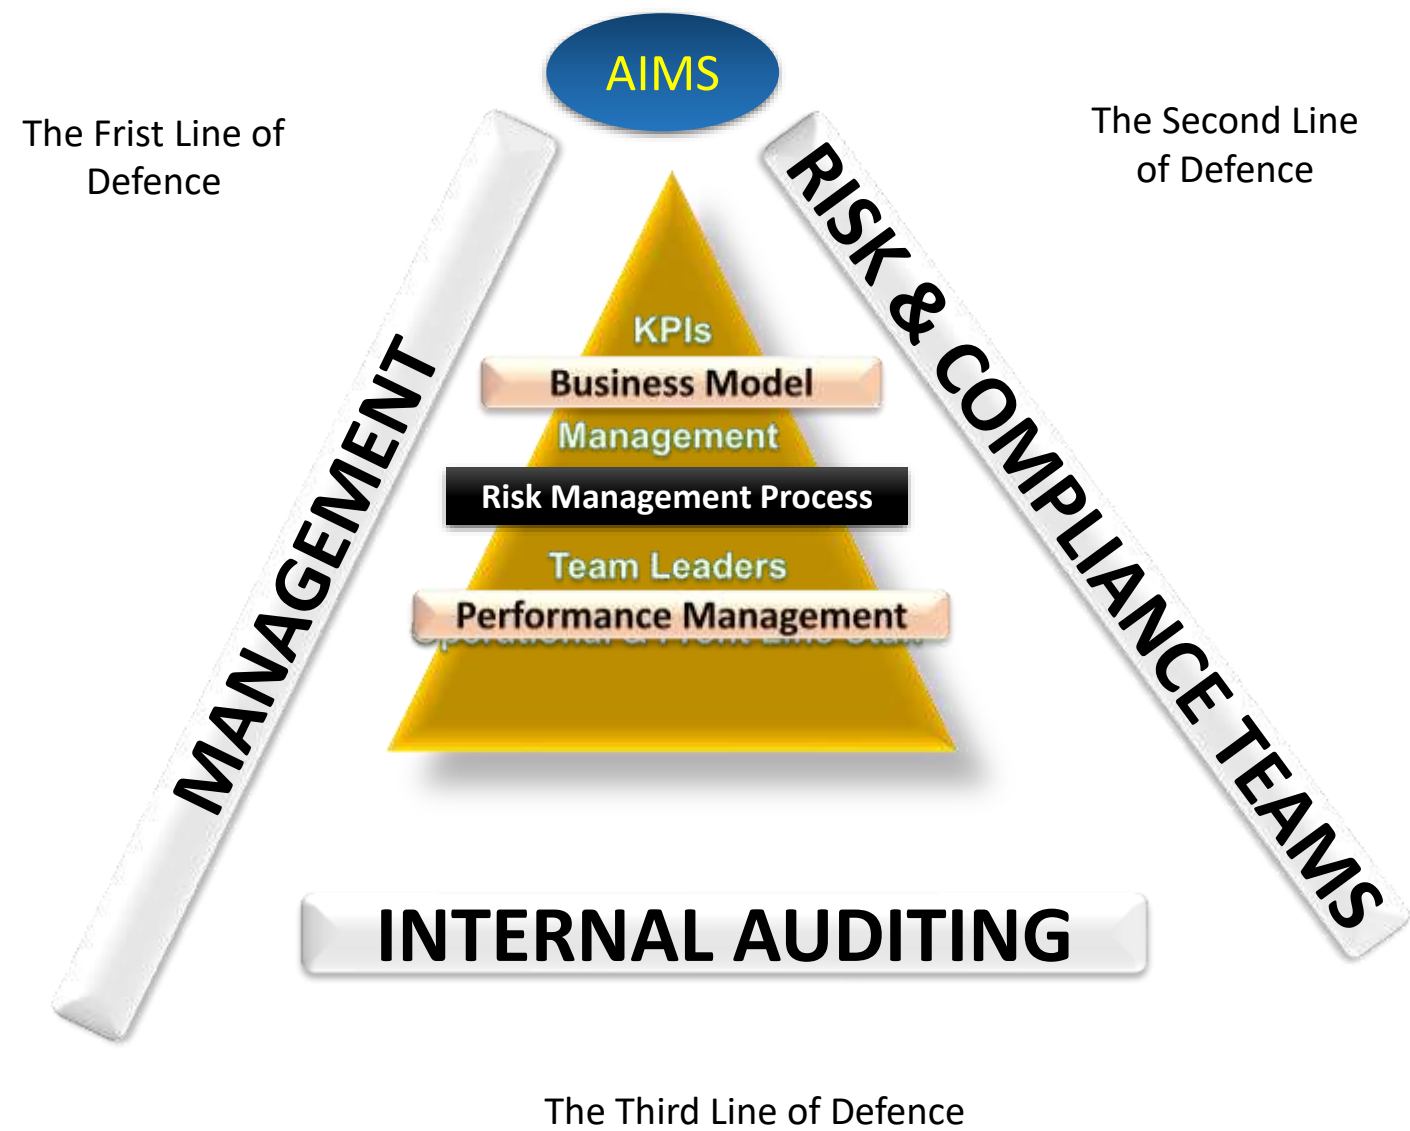 AIMS
The Frist Line of
Defence
The Second Line
of Defence
MANAGEMENT
RISK & COMPLIANCE TEAMS
KPIs
Business Model
Management
Risk Management Process
Team Leaders
Performance Management
INTERNAL AUDITING
The Third Line of Defence